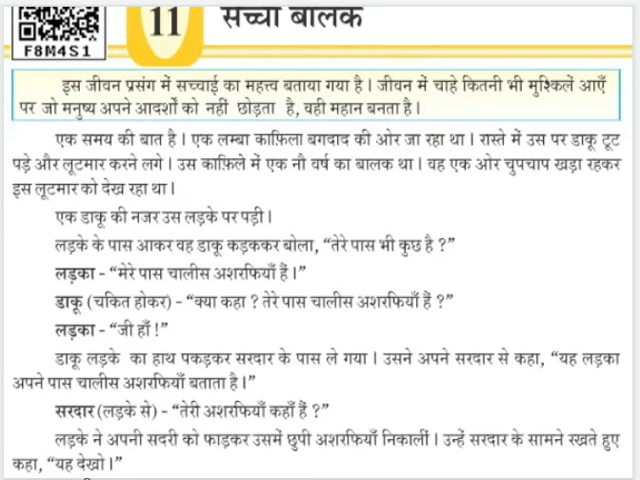 11 सच्चा बालक
F8M4S1
इस जीवन प्रसंग में सच्चाई का महत्त्व बताया गया है। जीवन में चाहे कितनी भी मुश्किलें आएँ
पर जो मनुष्य अपने आदर्शों को नहीं छोड़ता है, वही महान बनता है।
एक समय की बात है। एक लम्बा काफ़िला बगदाद की ओर जा रहा था। रास्ते में उस पर डाकू टूट
पड़े और लूटमार करने लगे। उस काफ़िले में एक नौ वर्ष का बालक था। वह एक ओर चुपचाप खड़ा रहकर
इस लूटमार को देख रहा था।
एक डाकू की नजर उस लड़के पर पड़ी।
लड़के के पास आकर वह डाकू कड़ककर बोला, “तेरे पास भी कुछ है ?”
लड़का - “मेरे पास चालीस अशरफियाँ हैं।”
डाकू (चकित होकर) - “क्या कहा ? तेरे पास चालीस अशरफियाँ हैं ?”
लड़का - “जी हाँ !”
डाकू लड़के का हाथ पकड़कर सरदार के पास ले गया। उसने अपने सरदार से कहा, “यह लड़का
अपने पास चालीस अशरफियाँ बताता है।”
सरदार (लड़के से) - “तेरी अशरफियाँ कहाँ हैं ?”
लड़के ने अपनी सदरी को फाड़कर उसमें छुपी अशरफियाँ निकालीं। उन्हें सरदार के सामने रखते हुए
कहा, “यह देखो।”